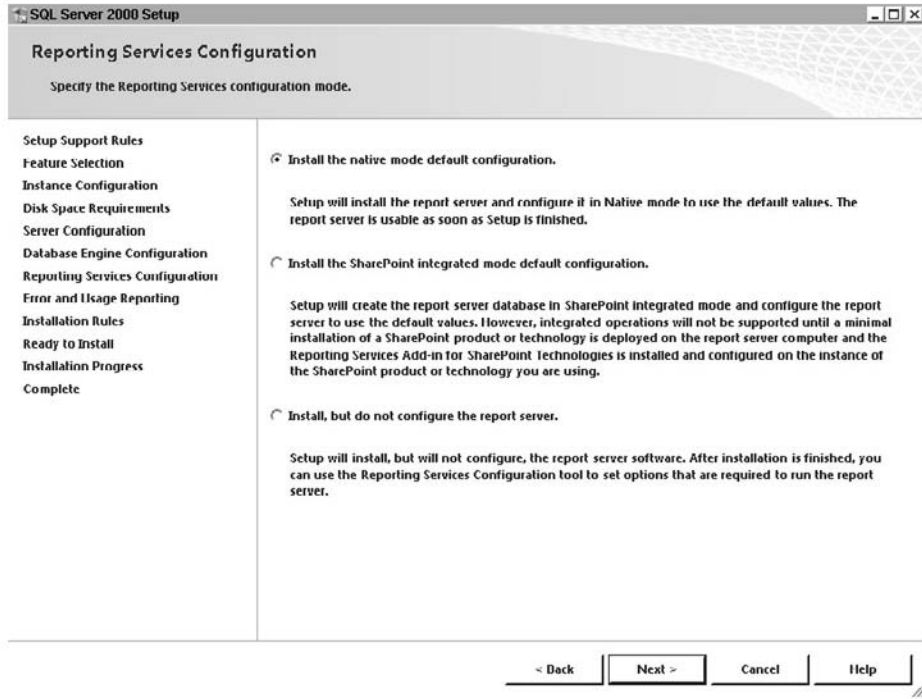 SQL Server 2000 Setup
Reporting Services Configuration
Specify the Reporting Services configuration mode.
Setup Support Rules
Feature Selection
Instance Configuration
Disk Space Requirements
Server Configuration
Database Engine Configuration
Reporting Services Configuration
Error and Usage Reporting
Installation Rules
Ready to Install
Installation Progress
Complete
Install the native mode default configuration.
Setup will install the report server and configure it in Native mode to use the default values. The
report server is usable as soon as Setup is finished.
Install the SharePoint integrated mode default configuration.
Setup will create the report server database in SharePoint integrated mode and configure the report
server to use the default values. However, integrated operations will not be supported until a minimal
installation of a SharePoint product or technology is deployed on the report server computer and the
Reporting Services Add-in for SharePoint Technologies is installed and configured on the instance of
the SharePoint product or technology you are using.
Install, but do not configure the report server.
Setup will install, but will not configure, the report server software. After installation is finished, you
can use the Reporting Services Configuration tool to set options that are required to run the report
server.
< Back
Next >
Cancel
Help